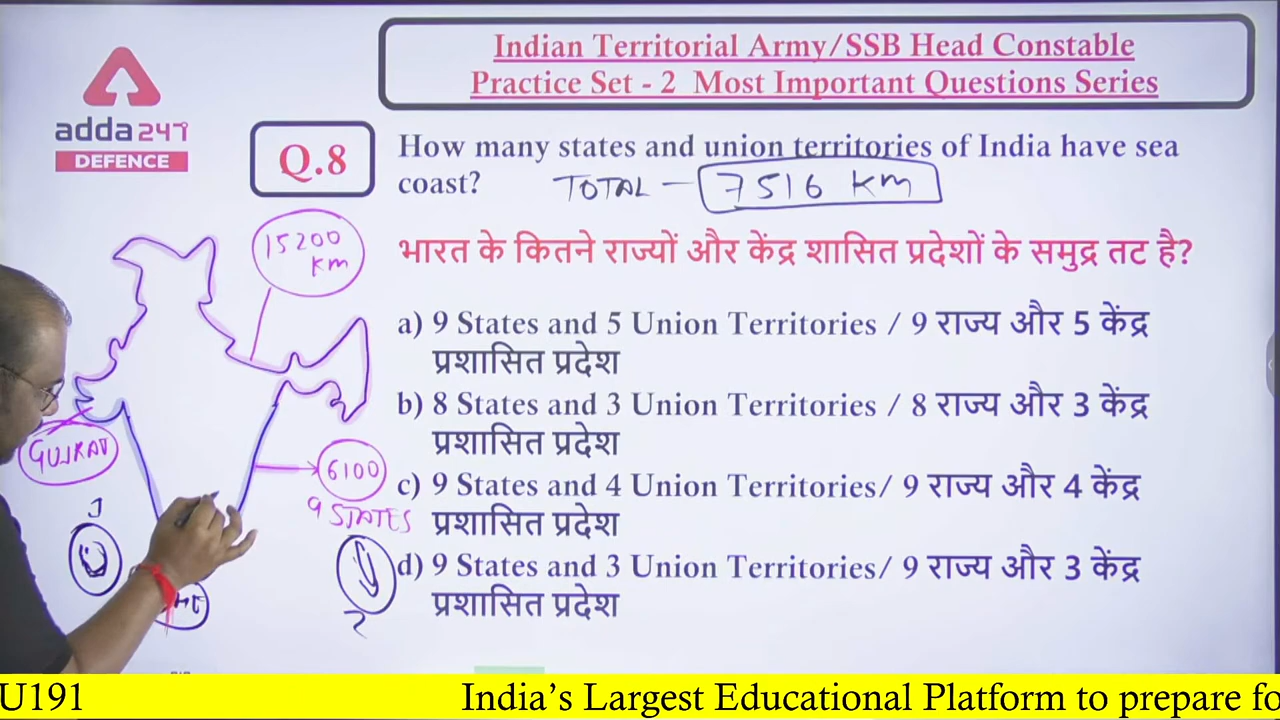 Indian Territorial Army/SSB Head Constable
Practice Set - 2 Most Important Questions Series
adda247
DEFENCE
Q.8
How many states and union territories of India have sea
coast?
TOTAL — 7516 KM
15200
KM
भारत के कितने राज्यों और केंद्र शासित प्रदेशों के समुद्र तट है?
a) 9 States and 5 Union Territories / 9 राज्य और 5 केंद्र
प्रशासित प्रदेश
b) 8 States and 3 Union Territories / 8 राज्य और 3 केंद्र
प्रशासित प्रदेश
GUJRAT
6100
9 STATES
c) 9 States and 4 Union Territories/ 9 राज्य और 4 केंद्र
प्रशासित प्रदेश
d) 9 States and 3 Union Territories/ 9 राज्य और 3 केंद्र
प्रशासित प्रदेश
1
2
U191
India's Largest Educational Platform to prepare fo